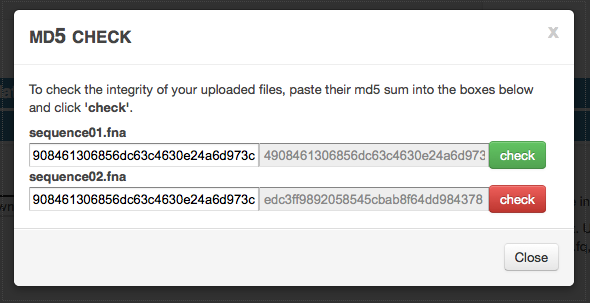 MD5 CHECK
x
To check the integrity of your uploaded files, paste their md5 sum into the boxes below
and click 'check'.
sequence01.fna
908461306856dc63c4630e24a6d973c 4908461306856dc63c4630e24a6d973 check
sequence02.fna
908461306856dc63c4630e24a6d973c edc3ff9892058545cbab8f64dd984378 check
Close